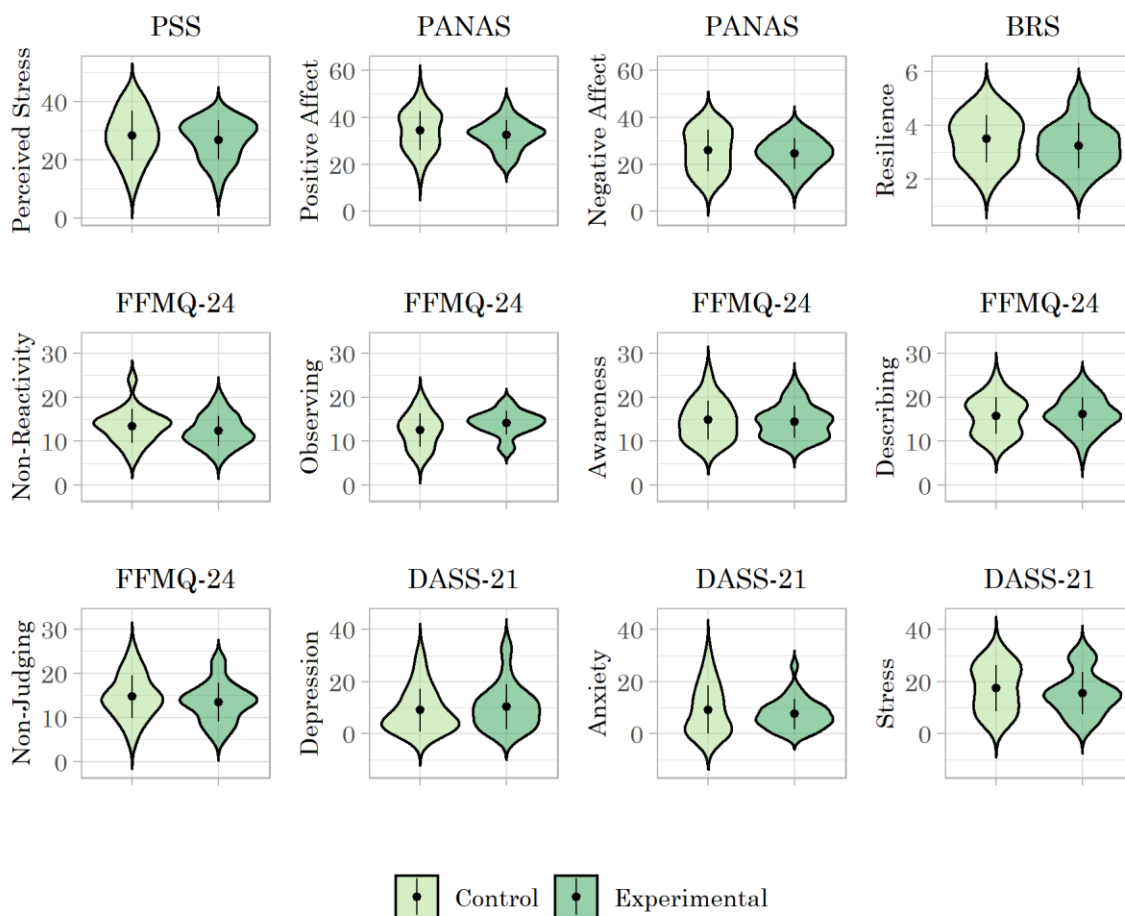 PSS
PANAS
PANAS
BRS
Perceived Stress
40
20
0
Positive Affect
60
40
20
0
Negative Affect
60
40
20
0
Resilience
6
4
2
FFMQ-24
FFMQ-24
FFMQ-24
FFMQ-24
Non-Reactivity
30
20
10
0
Observing
30
20
10
0
Awareness
30
20
10
0
Describing
30
20
10
0
FFMQ-24
DASS-21
DASS-21
DASS-21
Non-Judging
30
20
10
0
Depression
40
20
0
Anxiety
40
20
0
Stress
40
20
0
Control
Experimental